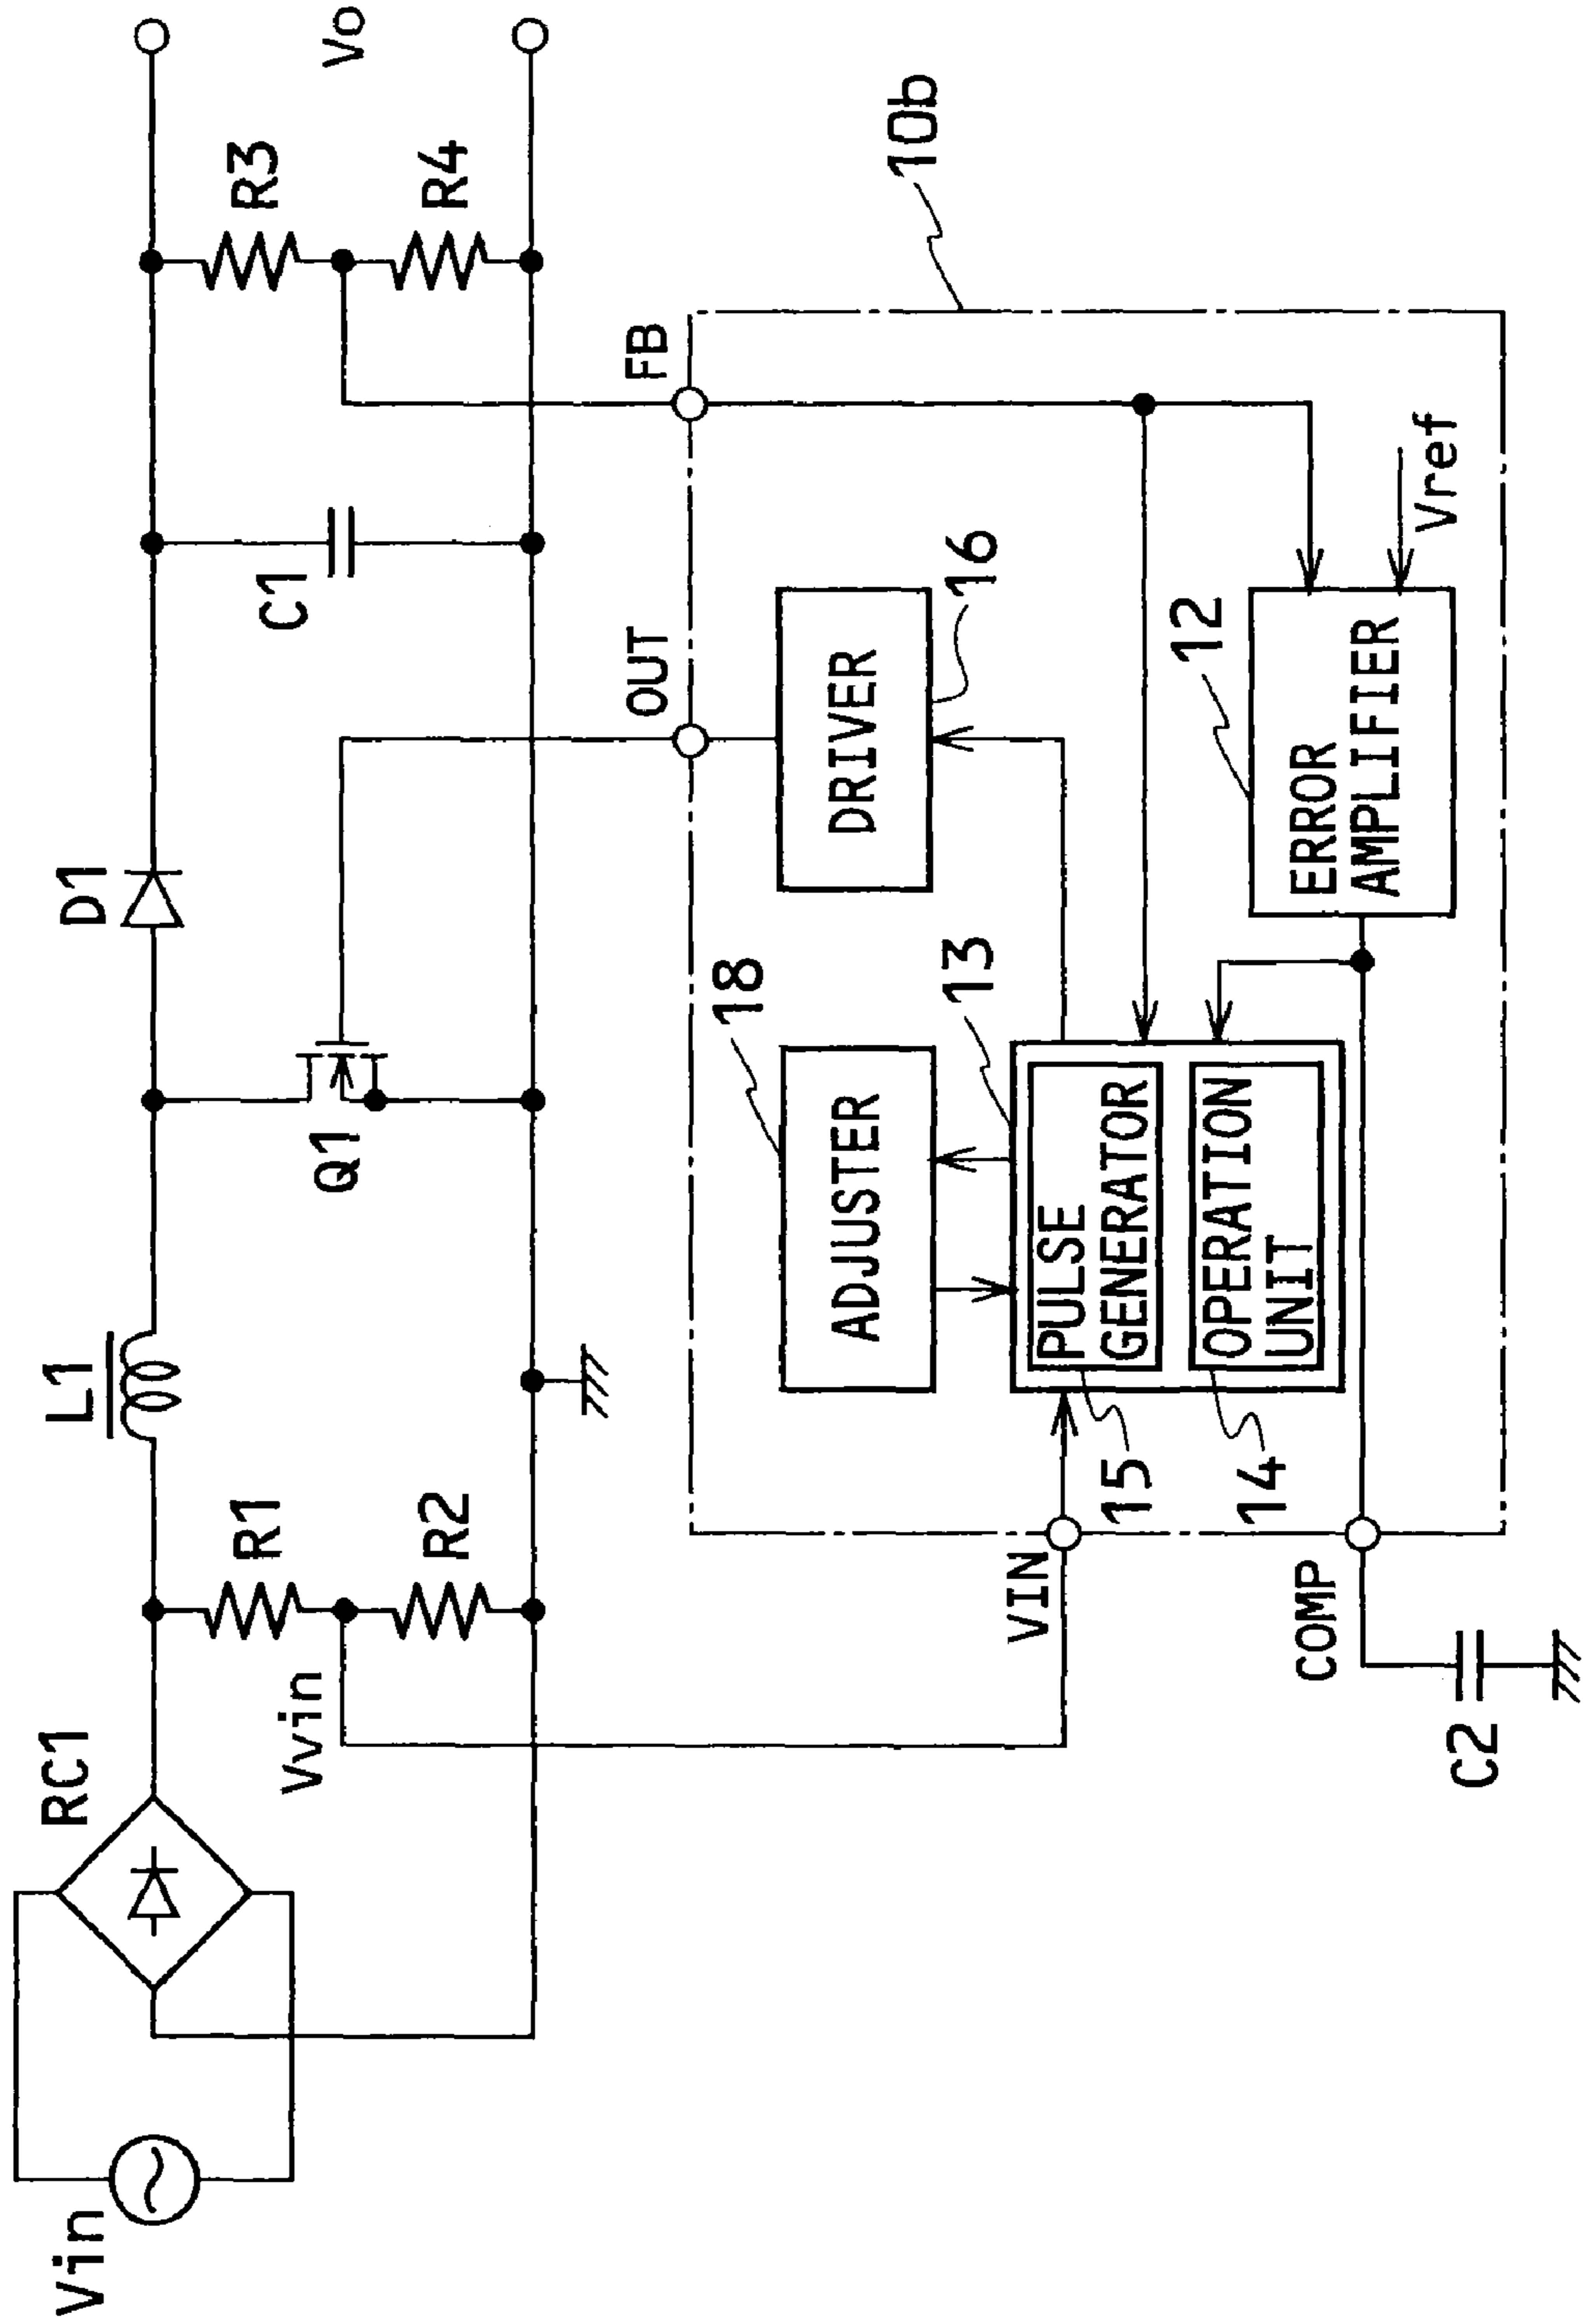 Vin
RC1
Vvin
R1
R2
L1
Q1
D1
C1
R3
R4
Vo
VIN
COMP
C2
OUT
FB
10b
ADJUSTER
18
DRIVER
16
13
PULSE
GENERATOR
15
OPERATION
UNIT
14
ERROR
AMPLIFIER
12
Vref